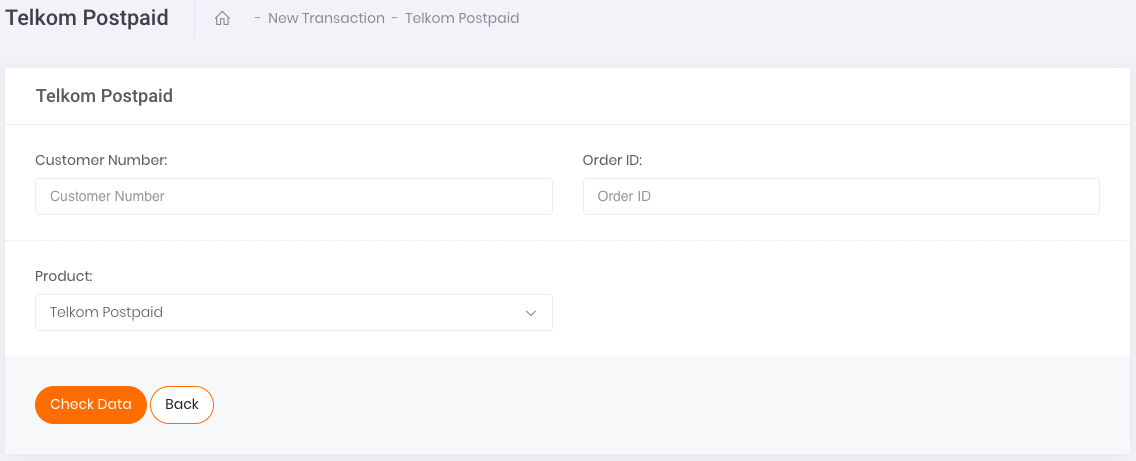 Telkom Postpaid - New Transaction - Telkom Postpaid
Telkom Postpaid
Customer Number: Order ID:
Customer Number Order ID
Product:
Telkom Postpaid
Check Data Back